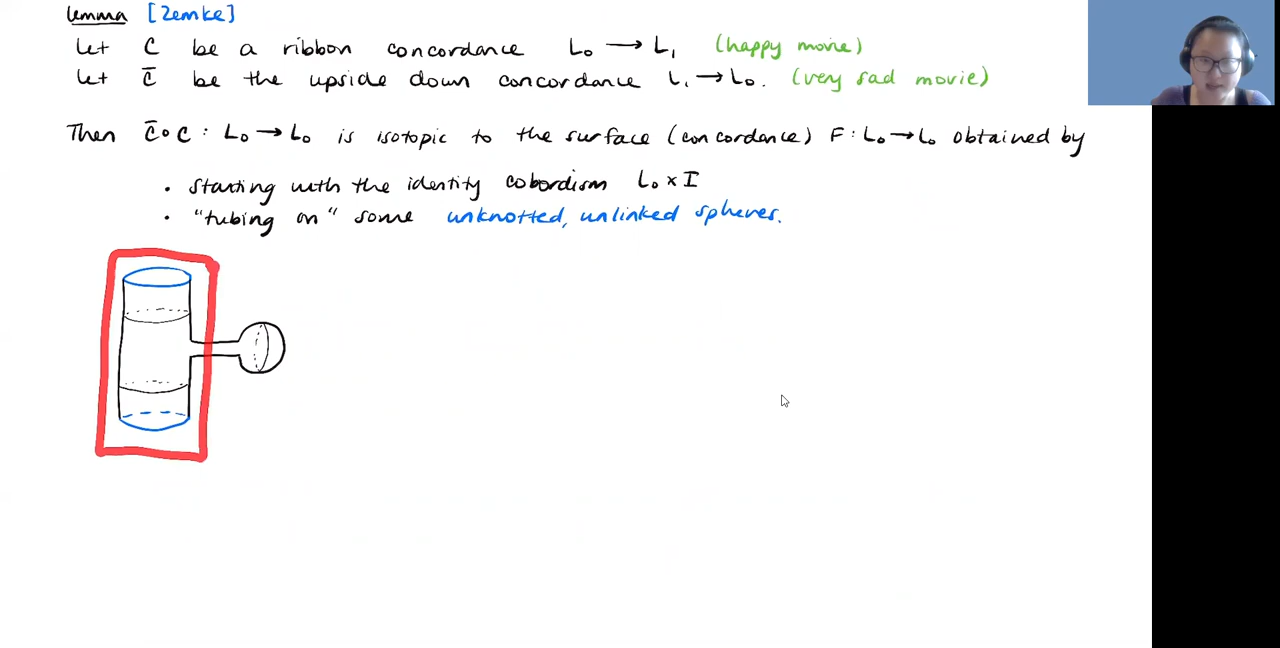 Lemma [Zemke]
Let C be a ribbon concordance L₀ → L₁ (happy movie)
Let C̄ be the upside down concordance L₁ → L₀. (very sad movie)
Then C̄ ∘ C : L₀ → L₀ is isotopic to the surface (concordance) F : L₀ → L₀ obtained by
• starting with the identity cobordism L₀ × I
• "tubing on" some unknotted, unlinked spheres.